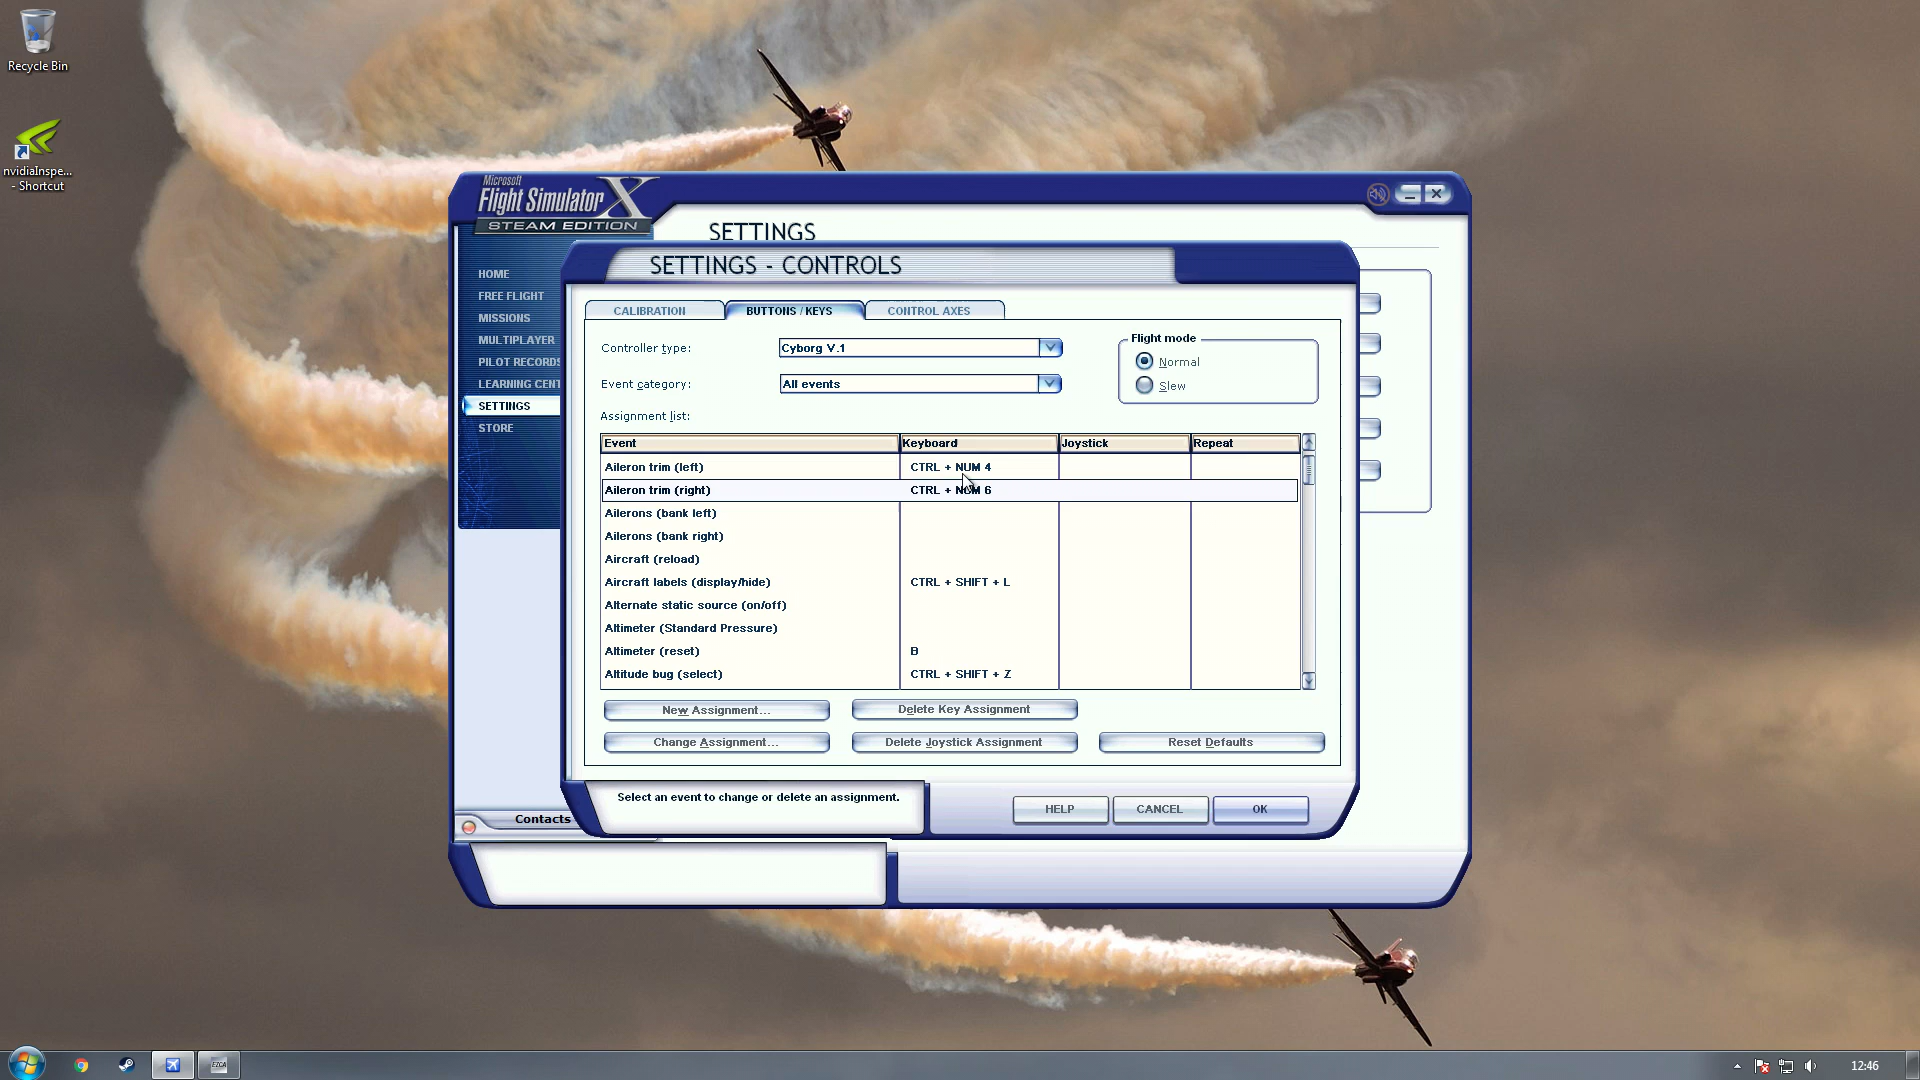 Recycle Bin
nvidiaInspe...
- Shortcut
Microsoft
Flight Simulator X
STEAM EDITION
SETTINGS
HOME
FREE FLIGHT
MISSIONS
MULTIPLAYER
PILOT RECORDS
LEARNING CENT
SETTINGS
STORE
SETTINGS - CONTROLS
CALIBRATION
BUTTONS / KEYS
CONTROL AXES
Controller type:
Cyborg V.1
Event category:
All events
Flight mode
Normal
Slew
Assignment list:
Event Keyboard Joystick Repeat
Aileron trim (left) CTRL + NUM 4
Aileron trim (right) CTRL + NUM 6
Ailerons (bank left)
Ailerons (bank right)
Aircraft (reload)
Aircraft labels (display/hide) CTRL + SHIFT + L
Alternate static source (on/off)
Altimeter (Standard Pressure)
Altimeter (reset) B
Altitude bug (select) CTRL + SHIFT + Z
New Assignment...
Delete Key Assignment
Change Assignment...
Delete Joystick Assignment
Reset Defaults
Select an event to change or delete an assignment.
HELP
CANCEL
OK
Contacts
EZCA
12:46